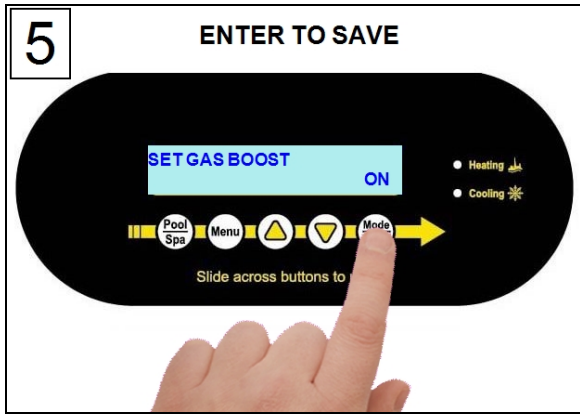 5
ENTER TO SAVE
SET GAS BOOST
ON
Heating
Cooling
Pool
Spa
Menu
Mode
Slide across buttons to